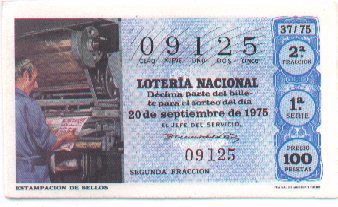 37/75
09125
CERO NUEVE UNO DOS CINCO
2ª
FRACCION
LOTERÍA NACIONAL
Décima parte del bille-
te para el sorteo del día
20 de septiembre de 1975
EL JEFE DEL SERVICIO,
1ª
SERIE
09125
PRECIO
100
PESETAS
SEGUNDA FRACCION
ESTAMPACION DE SELLOS